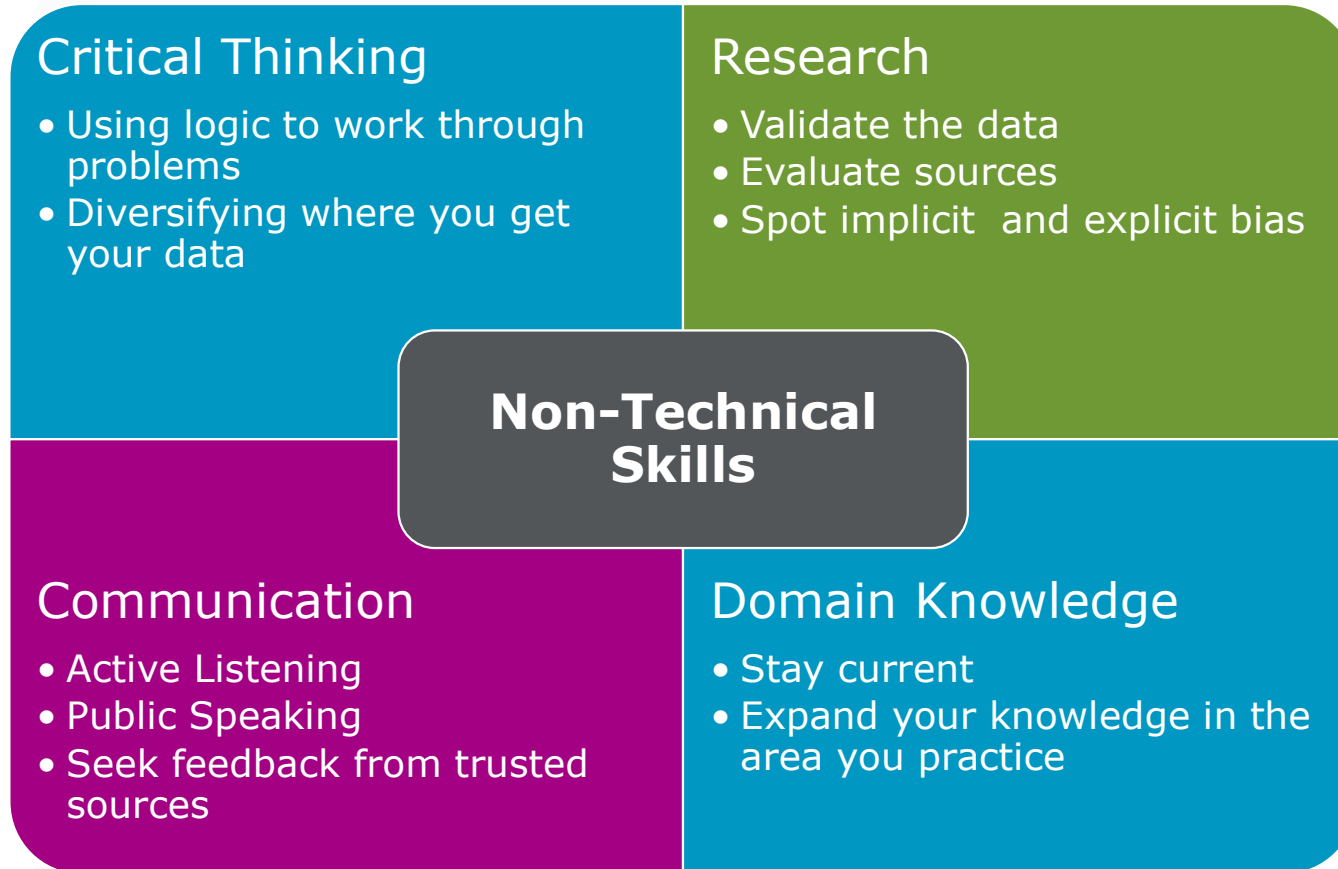 Critical Thinking
• Using logic to work through
problems
• Diversifying where you get
your data
Research
• Validate the data
• Evaluate sources
• Spot implicit  and explicit bias
Non-Technical
Skills
Communication
• Active Listening
• Public Speaking
• Seek feedback from trusted
sources
Domain Knowledge
• Stay current
• Expand your knowledge in the
area you practice